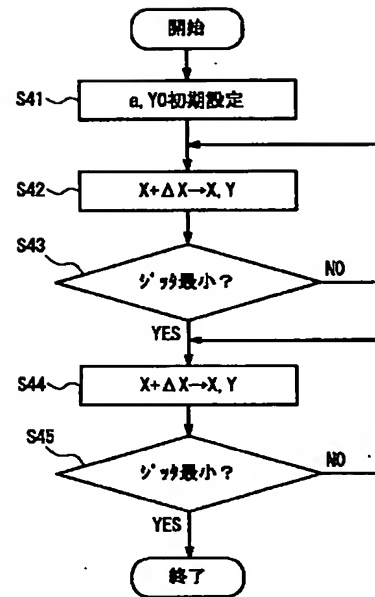 開始
S41
a,Y0初期設定
S42
X+ΔX→X,Y
S43
ｼﾞｯﾀ最小？
NO
YES
S44
X+ΔX→X,Y
S45
ｼﾞｯﾀ最小？
NO
YES
終了